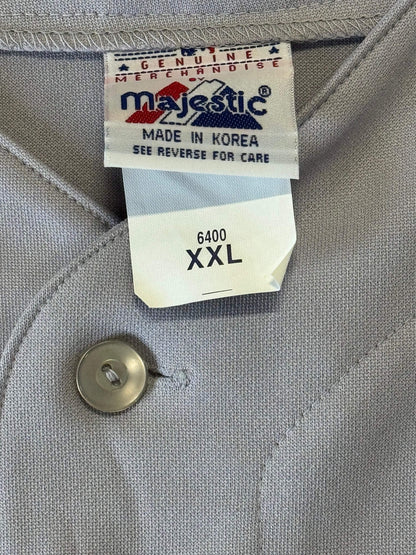 GENUINE
MERCHANDISE
majestic®
MADE IN KOREA
SEE REVERSE FOR CARE
6400
XXL